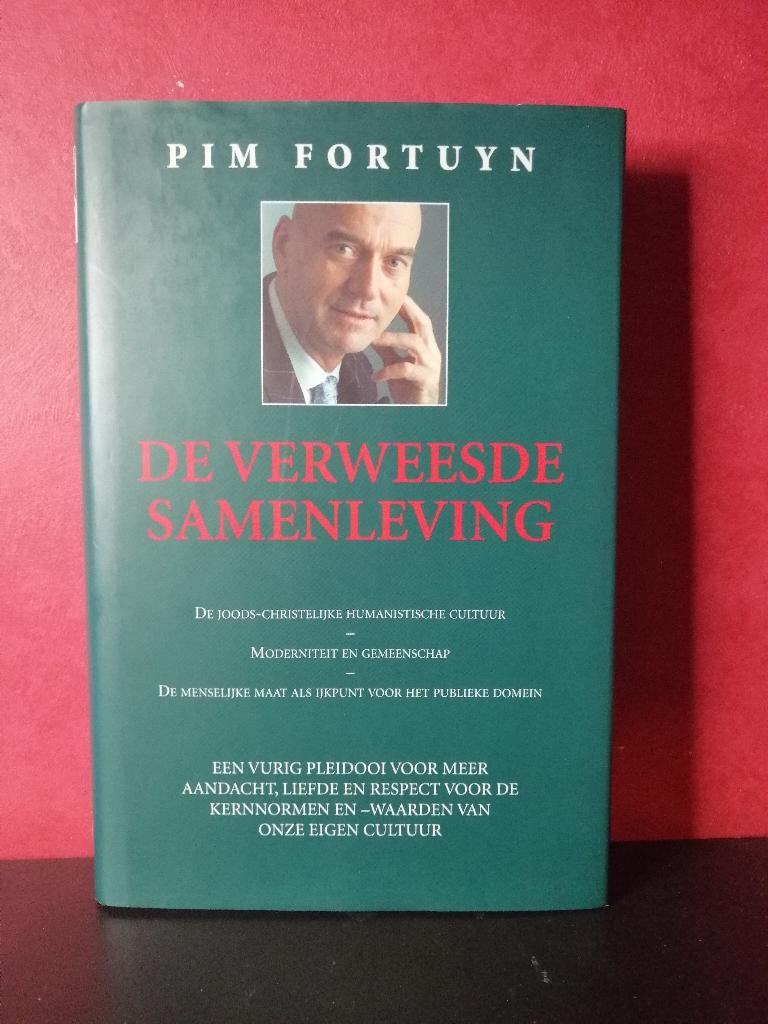 PIM FORTUYN
DE VERWEESDE
SAMENLEVING
DE JOODS-CHRISTELIJKE HUMANISTISCHE CULTUUR
–
MODERNITEIT EN GEMEENSCHAP
–
DE MENSELIJKE MAAT ALS IJKPUNT VOOR HET PUBLIEKE DOMEIN
EEN VURIG PLEIDOOI VOOR MEER
AANDACHT, LIEFDE EN RESPECT VOOR DE
KERNNORMEN EN –WAARDEN VAN
ONZE EIGEN CULTUUR